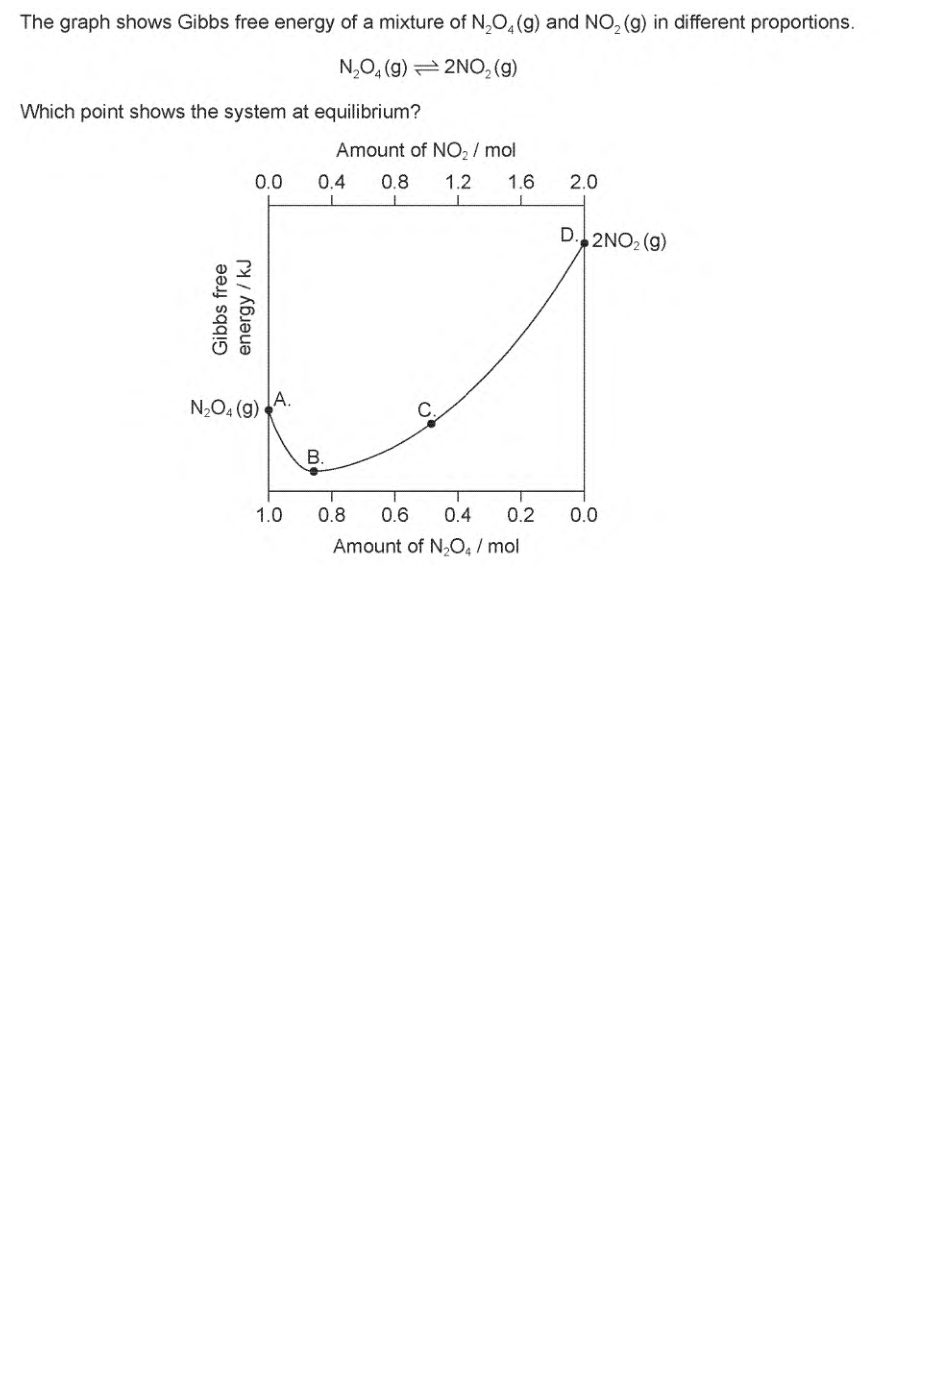 The graph shows Gibbs free energy of a mixture of N₂O₄(g) and NO₂(g) in different proportions.
N₂O₄(g) ⇌ 2NO₂(g)
Which point shows the system at equilibrium?
Amount of NO₂ / mol
0.0 0.4 0.8 1.2 1.6 2.0
D. 2NO₂(g)
Gibbs free
energy / kJ
N₂O₄(g) A.
C.
B.
1.0 0.8 0.6 0.4 0.2 0.0
Amount of N₂O₄ / mol